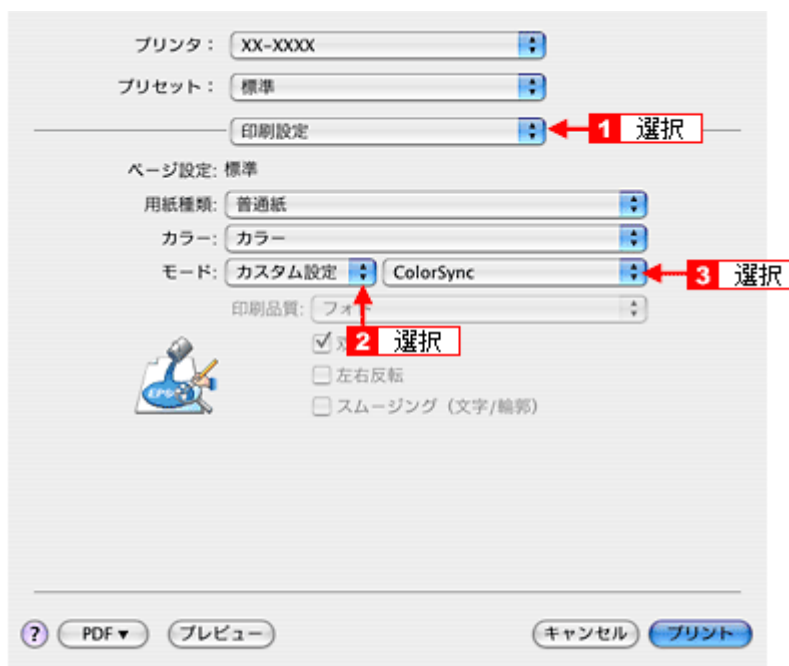 プリンタ： XX-XXXX
プリセット： 標準
印刷設定 1 選択
ページ設定: 標準
用紙種類: 普通紙
カラー: カラー
モード: カスタム設定 ColorSync 3 選択
印刷品質: フォト
2 選択
左右反転
スムージング（文字/輪郭）
? PDF▼ プレビュー キャンセル プリント